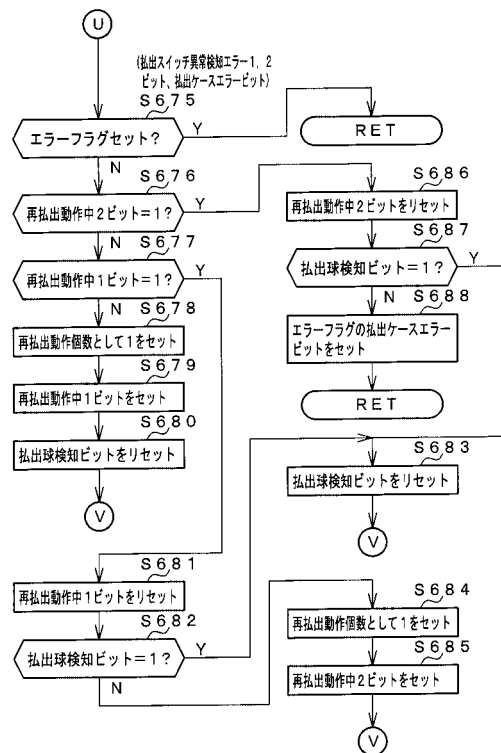 U
(払出スイッチ異常検知エラー1、2
ビット、払出ケースエラービット)
S675
エラーフラグセット?
Y
RET
N
S676
再払出動作中2ビット=1?
Y
S686
再払出動作中2ビットをリセット
N
S677
再払出動作中1ビット=1?
Y
S687
払出球検知ビット=1?
Y
N
S678
再払出動作個数として1をセット
N
S688
エラーフラグの払出ケースエラー
ビットをセット
S679
再払出動作中1ビットをセット
RET
S680
払出球検知ビットをリセット
V
S683
払出球検知ビットをリセット
V
S681
再払出動作中1ビットをリセット
S682
払出球検知ビット=1?
Y
N
S684
再払出動作個数として1をセット
S685
再払出動作中2ビットをセット
V